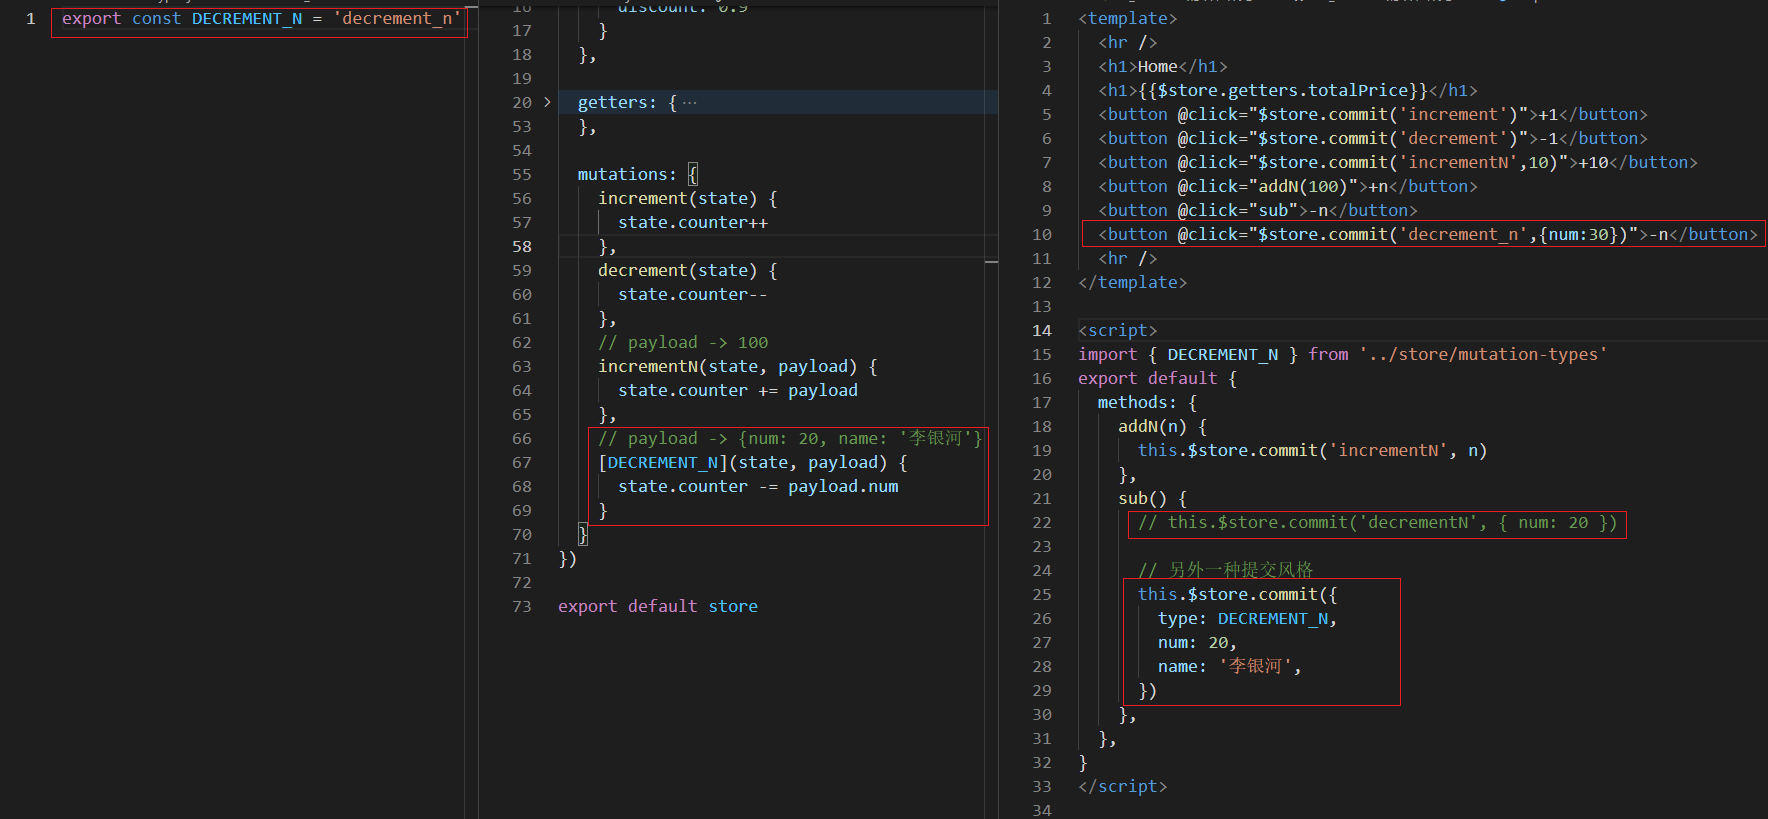 1 export const DECREMENT_N = 'decrement_n'
16 discount: 0.9
17 }
18 },
19
20 > getters: { ···
53 },
54
55 mutations: {
56 increment(state) {
57 state.counter++
58 },
59 decrement(state) {
60 state.counter--
61 },
62 // payload -> 100
63 incrementN(state, payload) {
64 state.counter += payload
65 },
66 // payload -> {num: 20, name: '李银河'}
67 [DECREMENT_N](state, payload) {
68 state.counter -= payload.num
69 }
70 }
71 })
72
73 export default store
1 <template>
2 <hr />
3 <h1>Home</h1>
4 <h1>{{$store.getters.totalPrice}}</h1>
5 <button @click="$store.commit('increment')">+1</button>
6 <button @click="$store.commit('decrement')">-1</button>
7 <button @click="$store.commit('incrementN',10)">+10</button>
8 <button @click="addN(100)">+n</button>
9 <button @click="sub">-n</button>
10 <button @click="$store.commit('decrement_n',{num:30})">-n</button>
11 <hr />
12 </template>
13
14 <script>
15 import { DECREMENT_N } from '../store/mutation-types'
16 export default {
17 methods: {
18 addN(n) {
19 this.$store.commit('incrementN', n)
20 },
21 sub() {
22 // this.$store.commit('decrementN', { num: 20 })
23
24 // 另外一种提交风格
25 this.$store.commit({
26 type: DECREMENT_N,
27 num: 20,
28 name: '李银河',
29 })
30 },
31 },
32 }
33 </script>
34